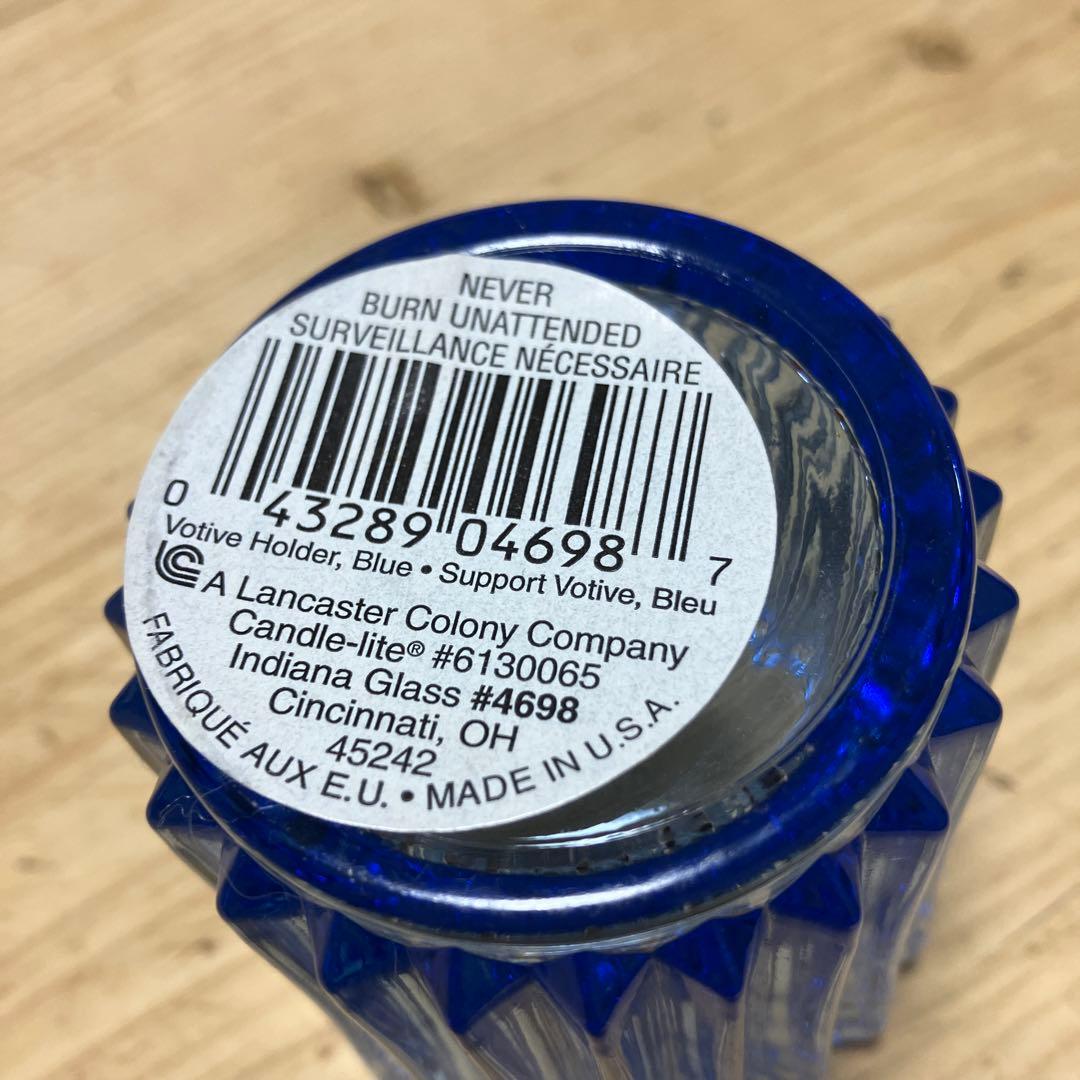 NEVER
BURN UNATTENDED
SURVEILLANCE NÉCESSAIRE
0 43289 04698 7
Votive Holder, Blue • Support Votive, Bleu
LC A Lancaster Colony Company
Candle-lite® #6130065
Indiana Glass #4698
Cincinnati, OH
45242
FABRIQUÉ AUX E.U. • MADE IN U.S.A.